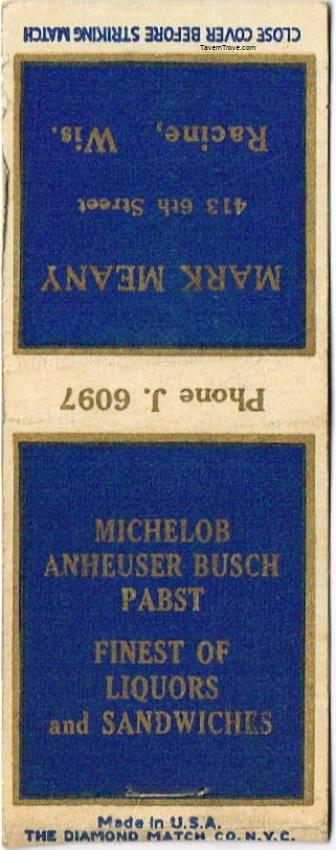 CLOSE COVER BEFORE STRIKING MATCH
TavernTrove.com
MARK MEANY
413 6th Street
Racine, Wis.
Phone J. 6097
MICHELOB
ANHEUSER BUSCH
PABST
FINEST OF
LIQUORS
and SANDWICHES
Made In U.S.A.
THE DIAMOND MATCH CO. N.Y.C.